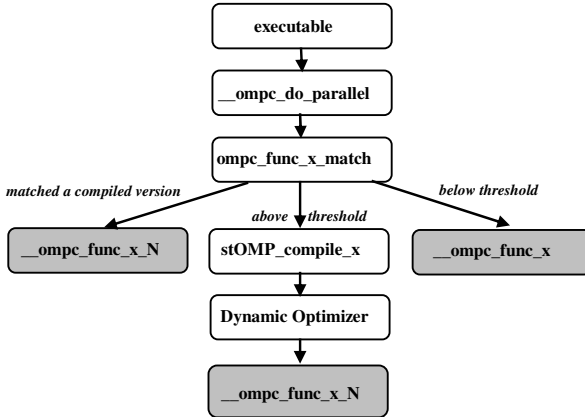 executable
__ompc_do_parallel
ompc_func_x_match
matched a compiled version
below threshold
above threshold
__ompc_func_x_N
stOMP_compile_x
__ompc_func_x
Dynamic Optimizer
__ompc_func_x_N